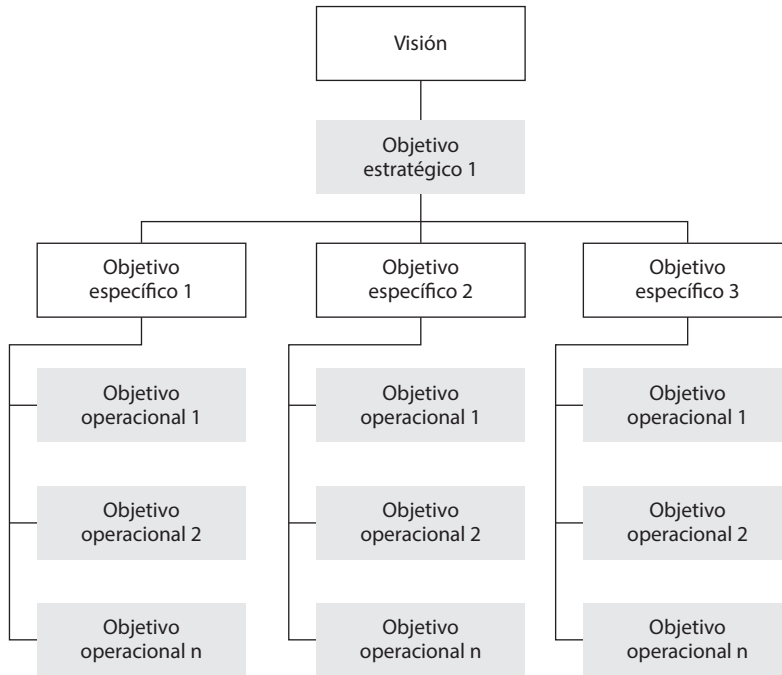 Visión
Objetivo
estratégico 1
Objetivo
específico 1
Objetivo
específico 2
Objetivo
específico 3
Objetivo
operacional 1
Objetivo
operacional 1
Objetivo
operacional 1
Objetivo
operacional 2
Objetivo
operacional 2
Objetivo
operacional 2
Objetivo
operacional n
Objetivo
operacional n
Objetivo
operacional n